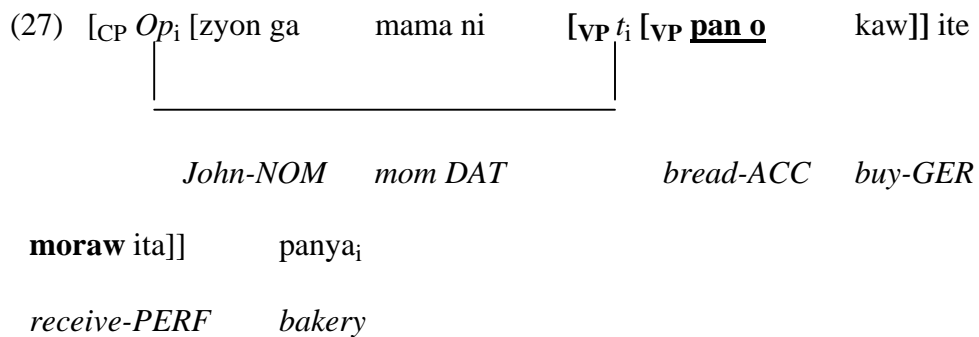 (27) [CP Opi [zyon ga mama ni [VP ti [VP pan o kaw]] ite
John-NOM mom DAT bread-ACC buy-GER
moraw ita]] panyai
receive-PERF bakery